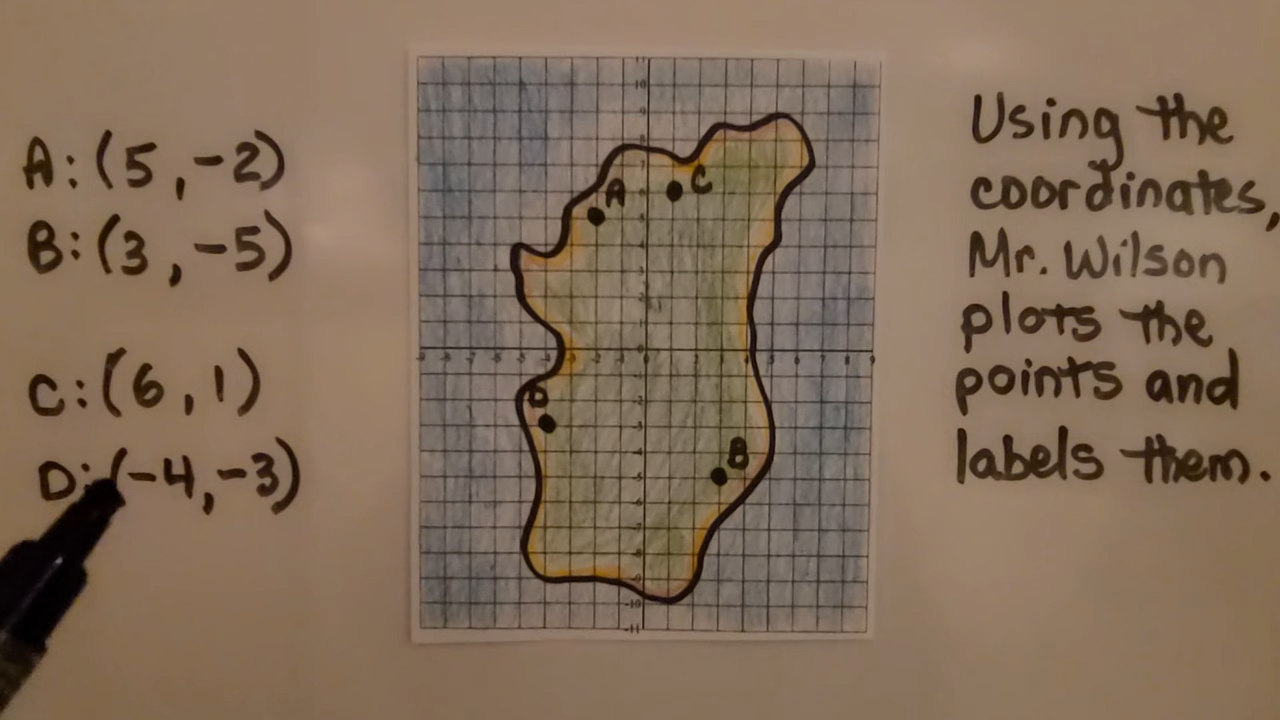 A: (5, -2)
B: (3, -5)
C: (6, 1)
D: (-4, -3)
A
C
D
B
Using the
coordinates,
Mr. Wilson
plots the
points and
labels them.